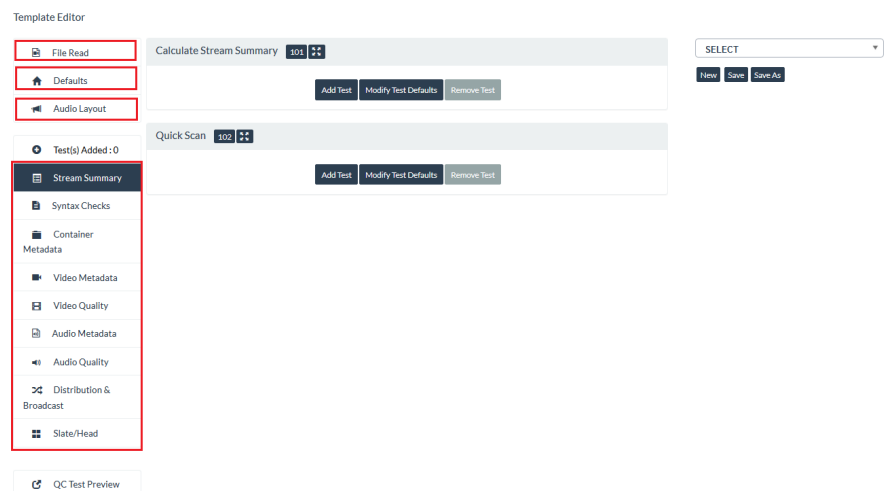 Template Editor
File Read
Defaults
Audio Layout
Test(s) Added : 0
Stream Summary
Syntax Checks
Container
Metadata
Video Metadata
Video Quality
Audio Metadata
Audio Quality
Distribution &
Broadcast
Slate/Head
QC Test Preview
Calculate Stream Summary 101
Add Test Modify Test Defaults Remove Test
Quick Scan 102
Add Test Modify Test Defaults Remove Test
SELECT
New Save Save As